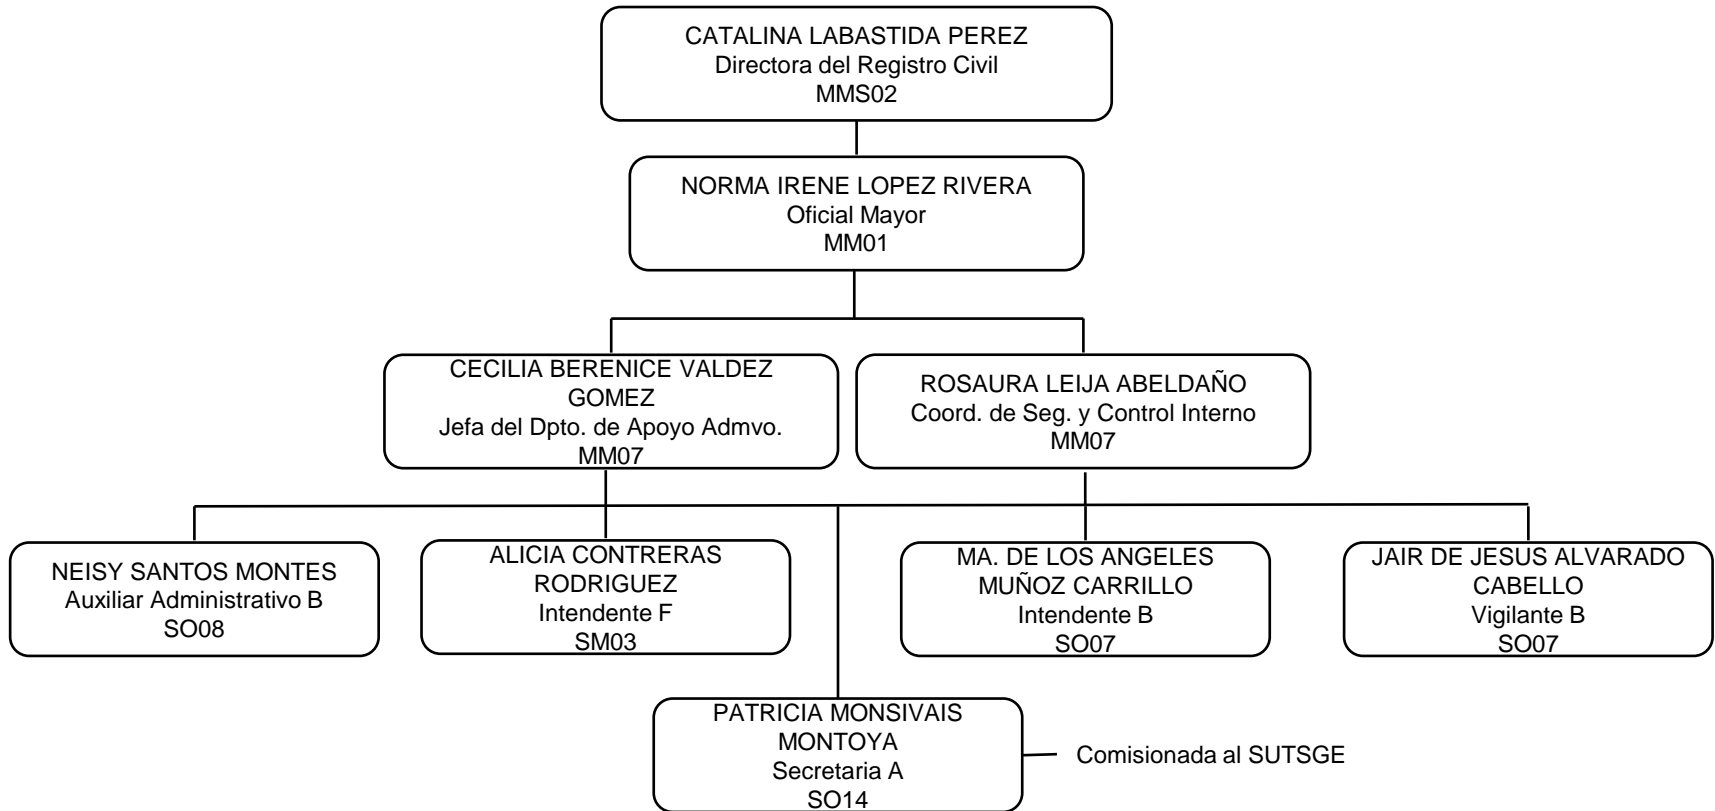 CATALINA LABASTIDA PEREZ
Directora del Registro Civil
MMS02
NORMA IRENE LOPEZ RIVERA
Oficial Mayor
MM01
CECILIA BERENICE VALDEZ
GOMEZ
Jefa del Dpto. de Apoyo Admvo.
MM07
ROSAURA LEIJA ABELDAÑO
Coord. de Seg. y Control Interno
MM07
NEISY SANTOS MONTES
Auxiliar Administrativo B
SO08
ALICIA CONTRERAS
RODRIGUEZ
Intendente F
SM03
MA. DE LOS ANGELES
MUÑOZ CARRILLO
Intendente B
SO07
JAIR DE JESUS ALVARADO
CABELLO
Vigilante B
SO07
PATRICIA MONSIVAIS
MONTOYA
Secretaria A
SO14
Comisionada al SUTSGE